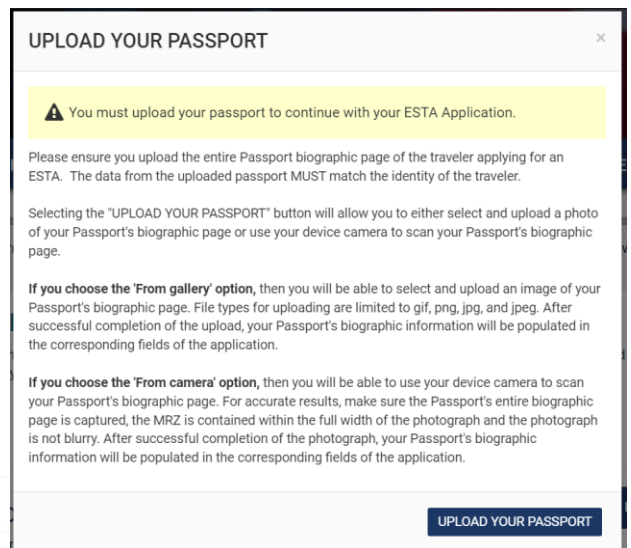 UPLOAD YOUR PASSPORT
×
You must upload your passport to continue with your ESTA Application.
Please ensure you upload the entire Passport biographic page of the traveler applying for an
ESTA. The data from the uploaded passport MUST match the identity of the traveler.
Selecting the "UPLOAD YOUR PASSPORT" button will allow you to either select and upload a photo
of your Passport's biographic page or use your device camera to scan your Passport's biographic
page.
If you choose the 'From gallery' option, then you will be able to select and upload an image of your
Passport's biographic page. File types for uploading are limited to gif, png, jpg, and jpeg. After
successful completion of the upload, your Passport's biographic information will be populated in
the corresponding fields of the application.
If you choose the 'From camera' option, then you will be able to use your device camera to scan
your Passport's biographic page. For accurate results, make sure the Passport's entire biographic
page is captured, the MRZ is contained within the full width of the photograph and the photograph
is not blurry. After successful completion of the photograph, your Passport's biographic
information will be populated in the corresponding fields of the application.
UPLOAD YOUR PASSPORT